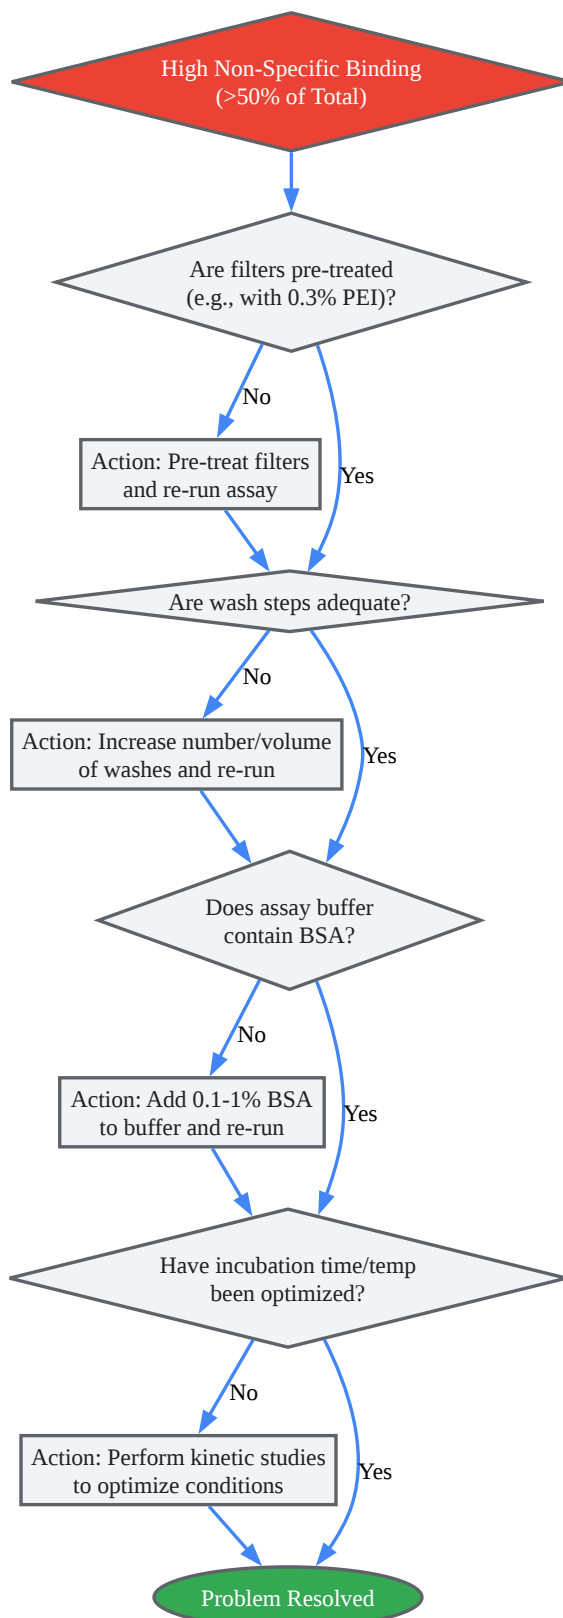 High Non-Specific Binding
(>50% of Total)
Are filters pre-treated
(e.g., with 0.3% PEI)?
No
Action: Pre-treat filters
and re-run assay
Yes
Are wash steps adequate?
No
Action: Increase number/volume
of washes and re-run
Yes
Does assay buffer
contain BSA?
No
Action: Add 0.1-1% BSA
to buffer and re-run
Yes
Have incubation time/temp
been optimized?
No
Action: Perform kinetic studies
to optimize conditions
Yes
Problem Resolved